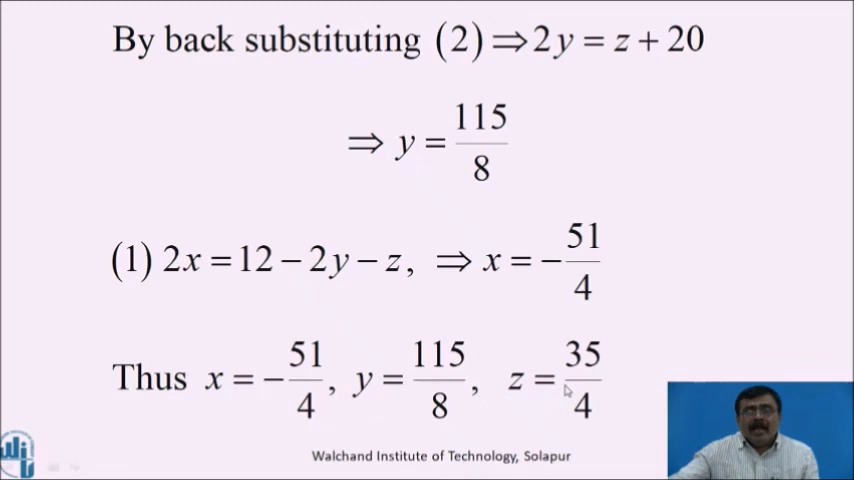 By back substituting (2) ⇒ 2y = z + 20
⇒ y = 115/8
(1) 2x = 12 − 2y − z, ⇒ x = −51/4
Thus x = −51/4, y = 115/8, z = 35/4
Walchand Institute of Technology, Solapur